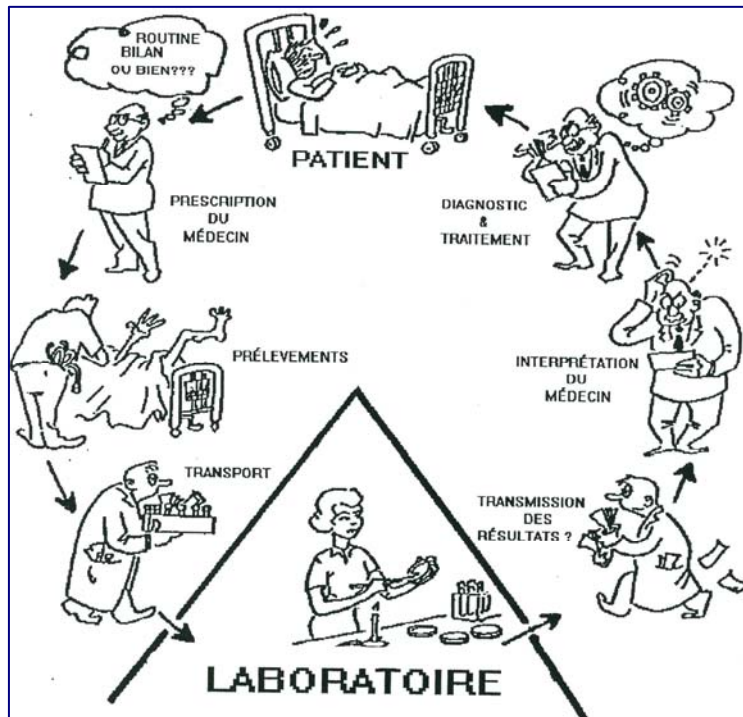 ROUTINE
BILAN
OU BIEN???
PATIENT
PRESCRIPTION
DU
MÉDECIN
DIAGNOSTIC
&
TRAITEMENT
PRÉLEVEMENTS
INTERPRÉTATION
DU
MÉDECIN
TRANSPORT
TRANSMISSION
DES
RÉSULTATS ?
LABORATOIRE